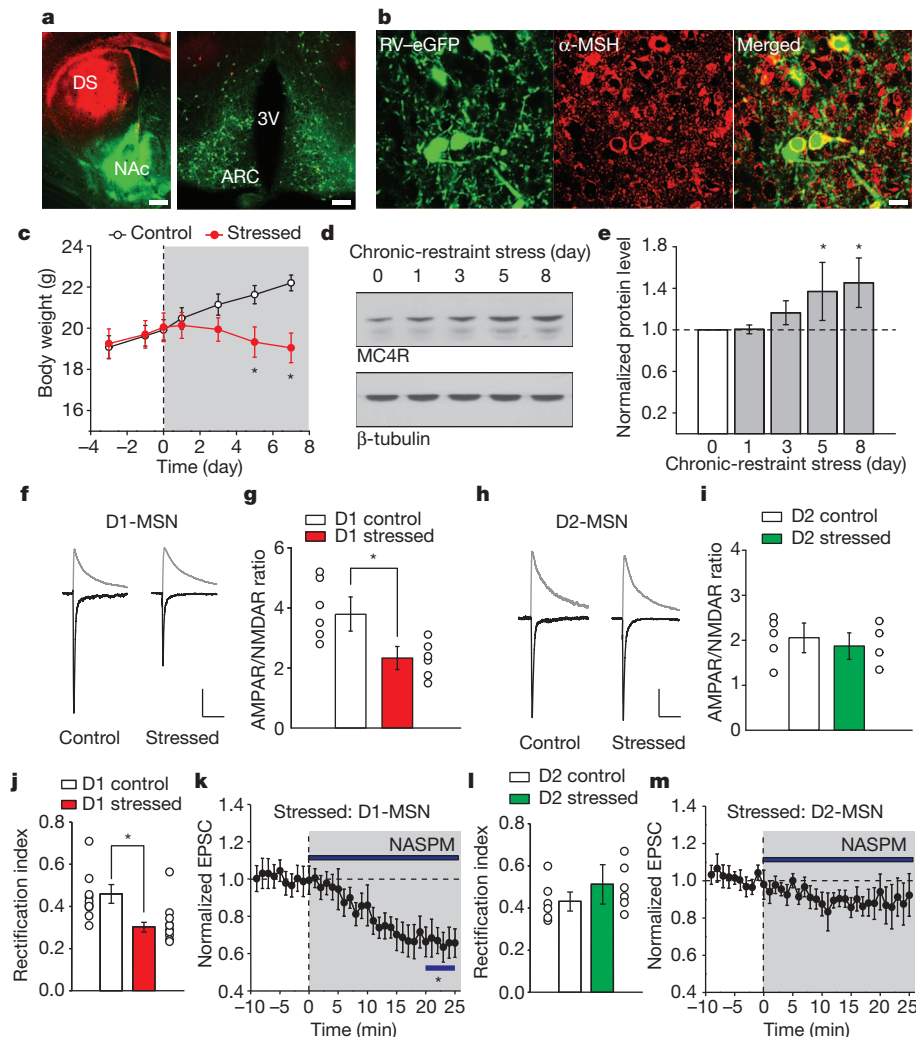 a
DS
NAc
3V
ARC
b
RV–eGFP
α-MSH
Merged
c
Control
Stressed
Body weight (g)
24
22
20
18
16
−4 −2 0 2 4 6 8
Time (day)
*
*
d
Chronic-restraint stress (day)
0 1 3 5 8
MC4R
β-tubulin
e
Normalized protein level
1.8
1.4
1.0
0.6
0.2
*
*
0 1 3 5 8
Chronic-restraint stress (day)
f
D1-MSN
Control Stressed
g
D1 control
D1 stressed
AMPAR/NMDAR ratio
6
4
2
0
*
h
D2-MSN
Control Stressed
i
D2 control
D2 stressed
AMPAR/NMDAR ratio
4
3
2
1
0
j
D1 control
D1 stressed
Rectification index
0.8
0.6
0.4
0.2
0.0
*
k
Stressed: D1-MSN
NASPM
Normalized EPSC
1.4
1.2
1.0
0.8
0.6
0.4
*
−10 −5 0 5 10 15 20 25
Time (min)
l
D2 control
D2 stressed
Rectification index
0.8
0.6
0.4
0.2
0.0
m
Stressed: D2-MSN
NASPM
Normalized EPSC
1.4
1.2
1.0
0.8
0.6
0.4
−10 −5 0 5 10 15 20 25
Time (min)